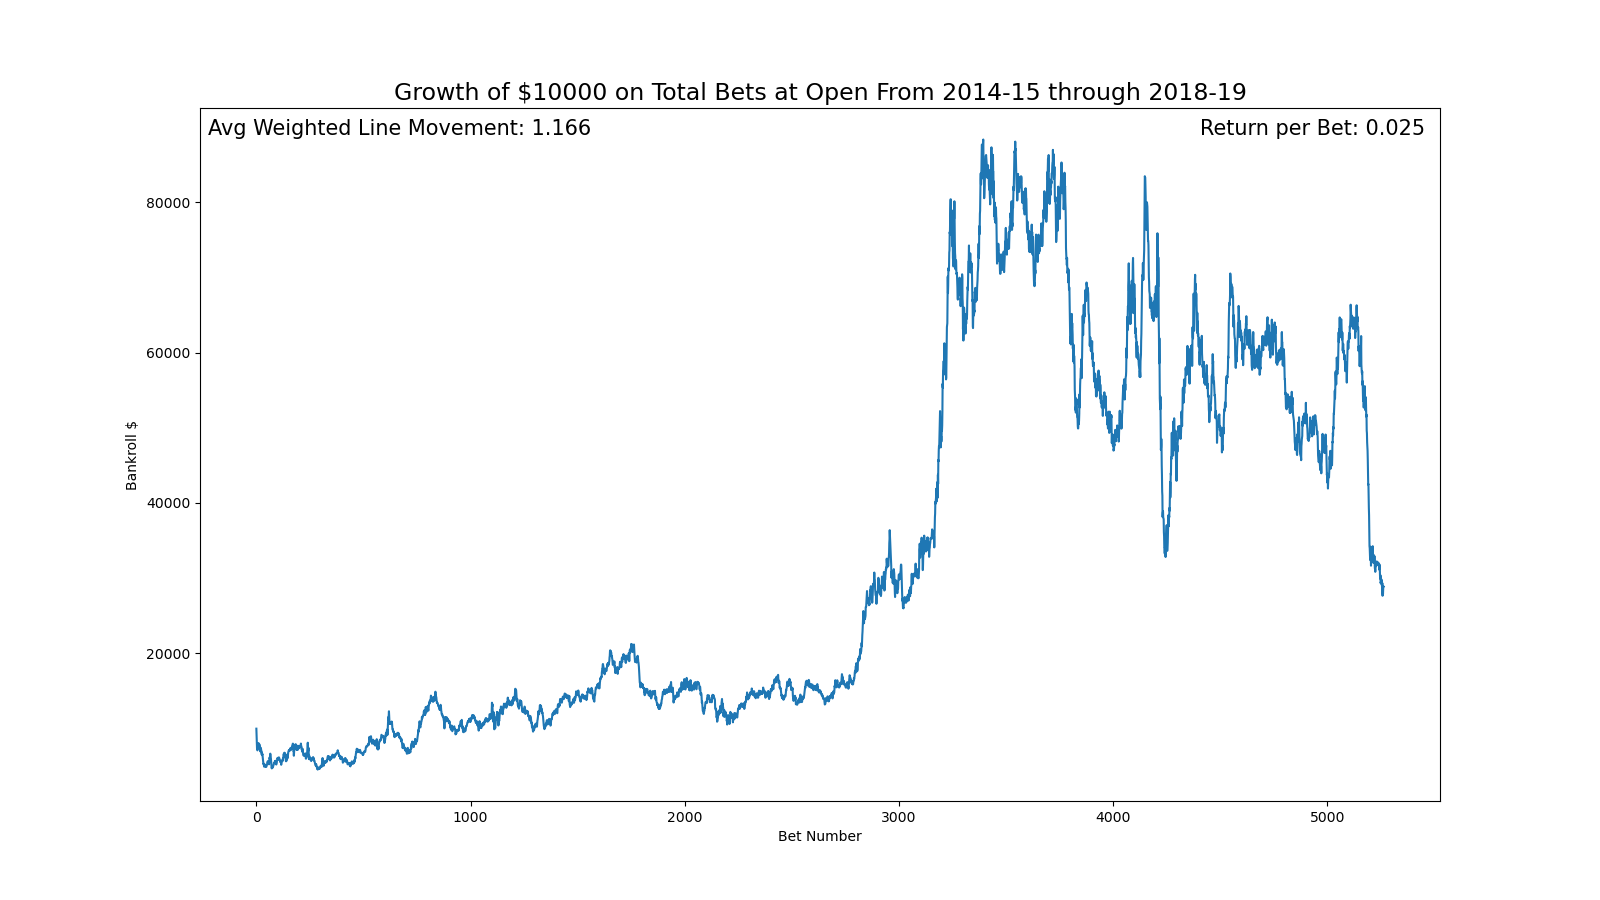 Growth of $10000 on Total Bets at Open From 2014-15 through 2018-19
Avg Weighted Line Movement: 1.166
Return per Bet: 0.025
80000
60000
40000
20000
Bankroll $
0
1000
2000
3000
4000
5000
Bet Number